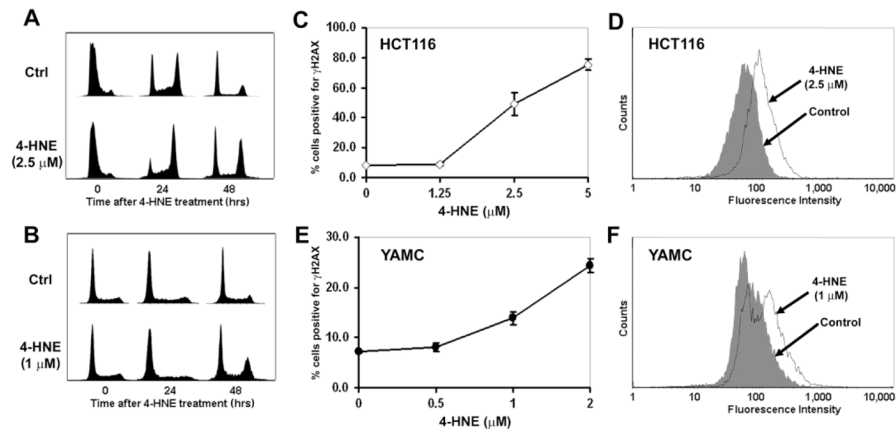 A
Ctrl
4-HNE
(2.5 μM)
0 24 48
Time after 4-HNE treatment (hrs)
B
Ctrl
4-HNE
(1 μM)
0 24 48
Time after 4-HNE treatment (hrs)
C
HCT116
% cells positive for γH2AX
100.0
80.0
60.0
40.0
20.0
0.0
0 1.25 2.5 5
4-HNE (μM)
E
YAMC
% cells positive for γH2AX
30.0
20.0
10.0
0.0
0 0.5 1 2
4-HNE (μM)
D
HCT116
4-HNE
(2.5 μM)
Control
Counts
1 10 100 1,000 10,000
Fluorescence Intensity
F
YAMC
4-HNE
(1 μM)
Control
Counts
1 10 100 1,000 10,000
Fluorescence Intensity